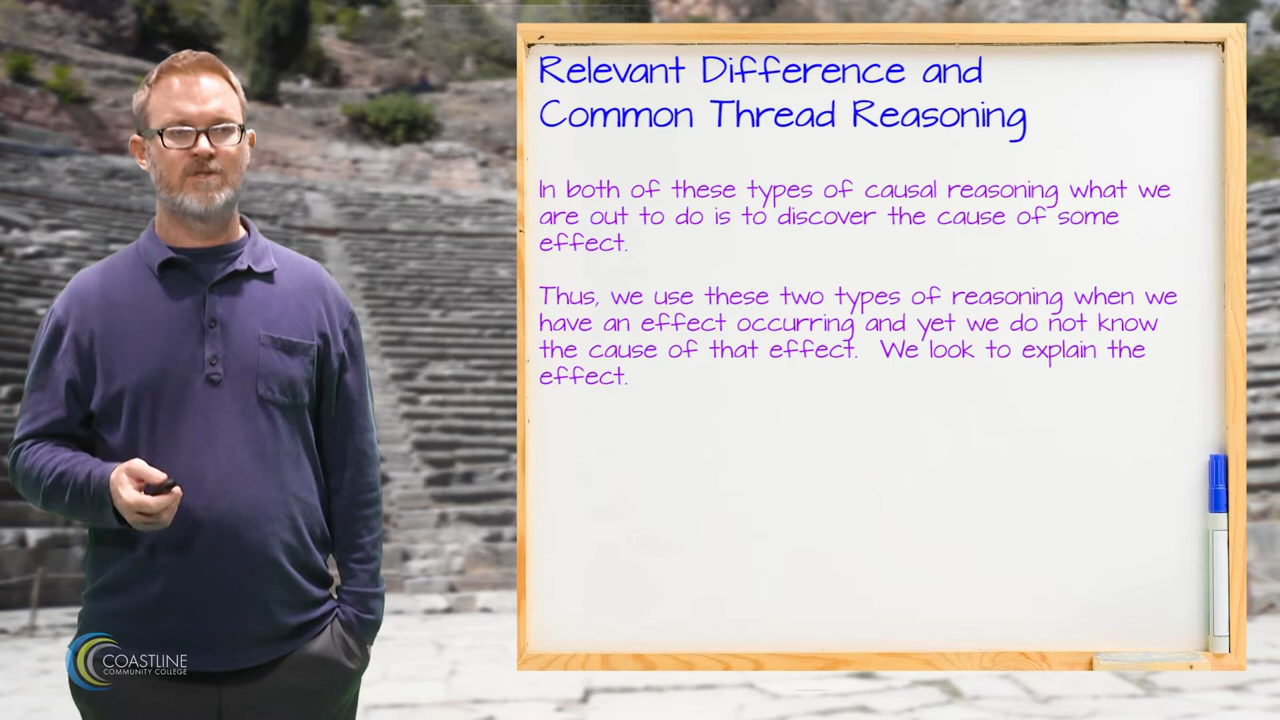 Relevant Difference and
Common Thread Reasoning
In both of these types of causal reasoning what we
are out to do is to discover the cause of some
effect.
Thus, we use these two types of reasoning when we
have an effect occurring and yet we do not know
the cause of that effect.  We look to explain the
effect.
COASTLINE
COMMUNITY COLLEGE